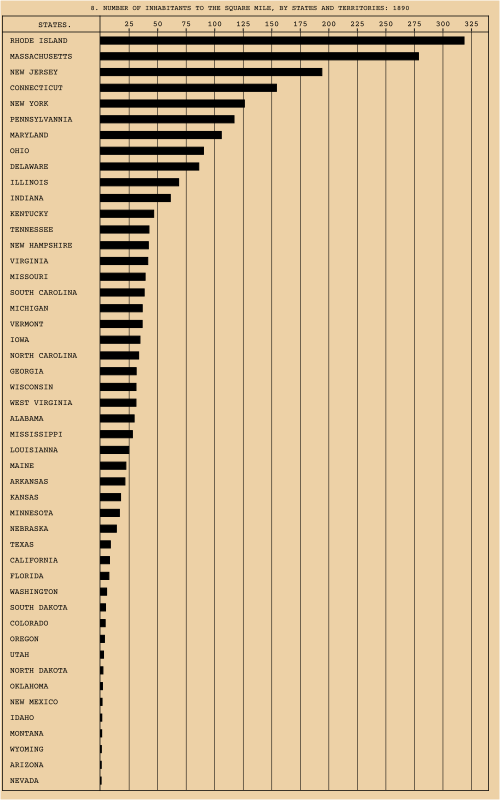 8. NUMBER OF INHABITANTS TO THE SQUARE MILE, BY STATES AND TERRITORIES: 1890
STATES. 25 50 75 100 125 150 175 200 225 250 275 300 325
RHODE ISLAND
MASSACHUSETTS
NEW JERSEY
CONNECTICUT
NEW YORK
PENNSYLVANNIA
MARYLAND
OHIO
DELAWARE
ILLINOIS
INDIANA
KENTUCKY
TENNESSEE
NEW HAMPSHIRE
VIRGINIA
MISSOURI
SOUTH CAROLINA
MICHIGAN
VERMONT
IOWA
NORTH CAROLINA
GEORGIA
WISCONSIN
WEST VIRGINIA
ALABAMA
MISSISSIPPI
LOUISIANNA
MAINE
ARKANSAS
KANSAS
MINNESOTA
NEBRASKA
TEXAS
CALIFORNIA
FLORIDA
WASHINGTON
SOUTH DAKOTA
COLORADO
OREGON
UTAH
NORTH DAKOTA
OKLAHOMA
NEW MEXICO
IDAHO
MONTANA
WYOMING
ARIZONA
NEVADA